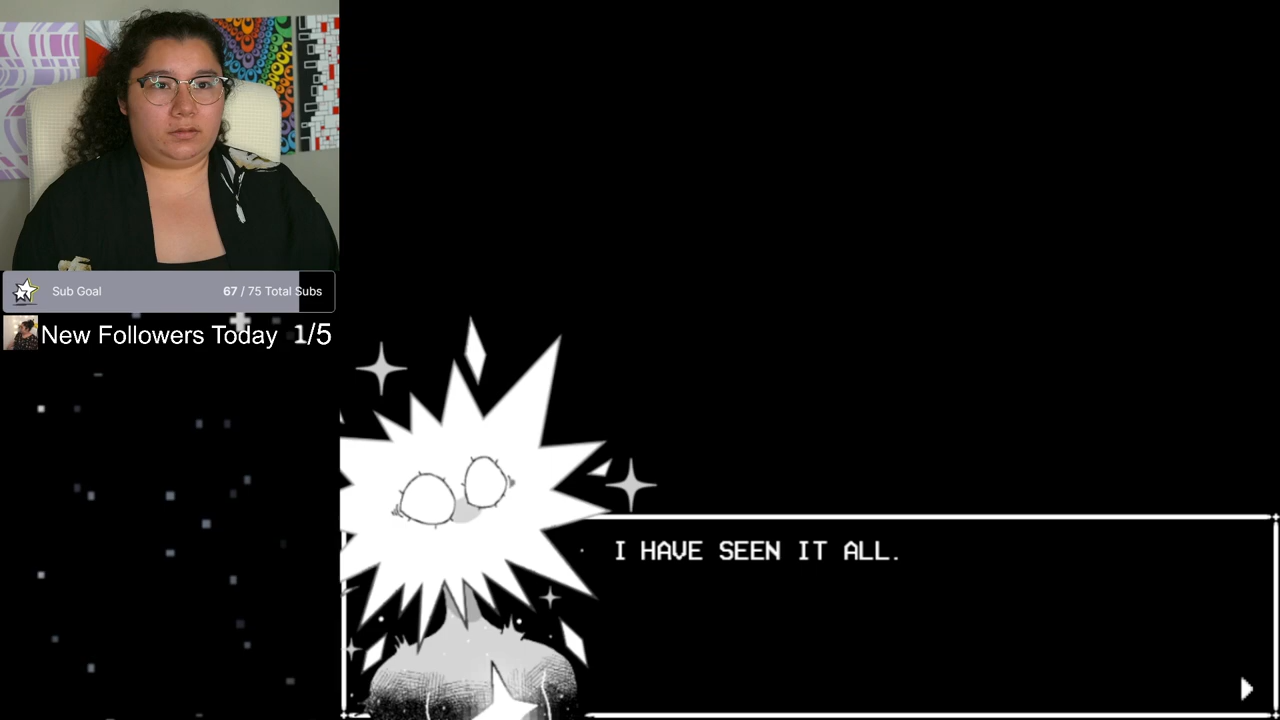 Sub Goal 67 / 75 Total Subs
New Followers Today 1/5
I HAVE SEEN IT ALL.